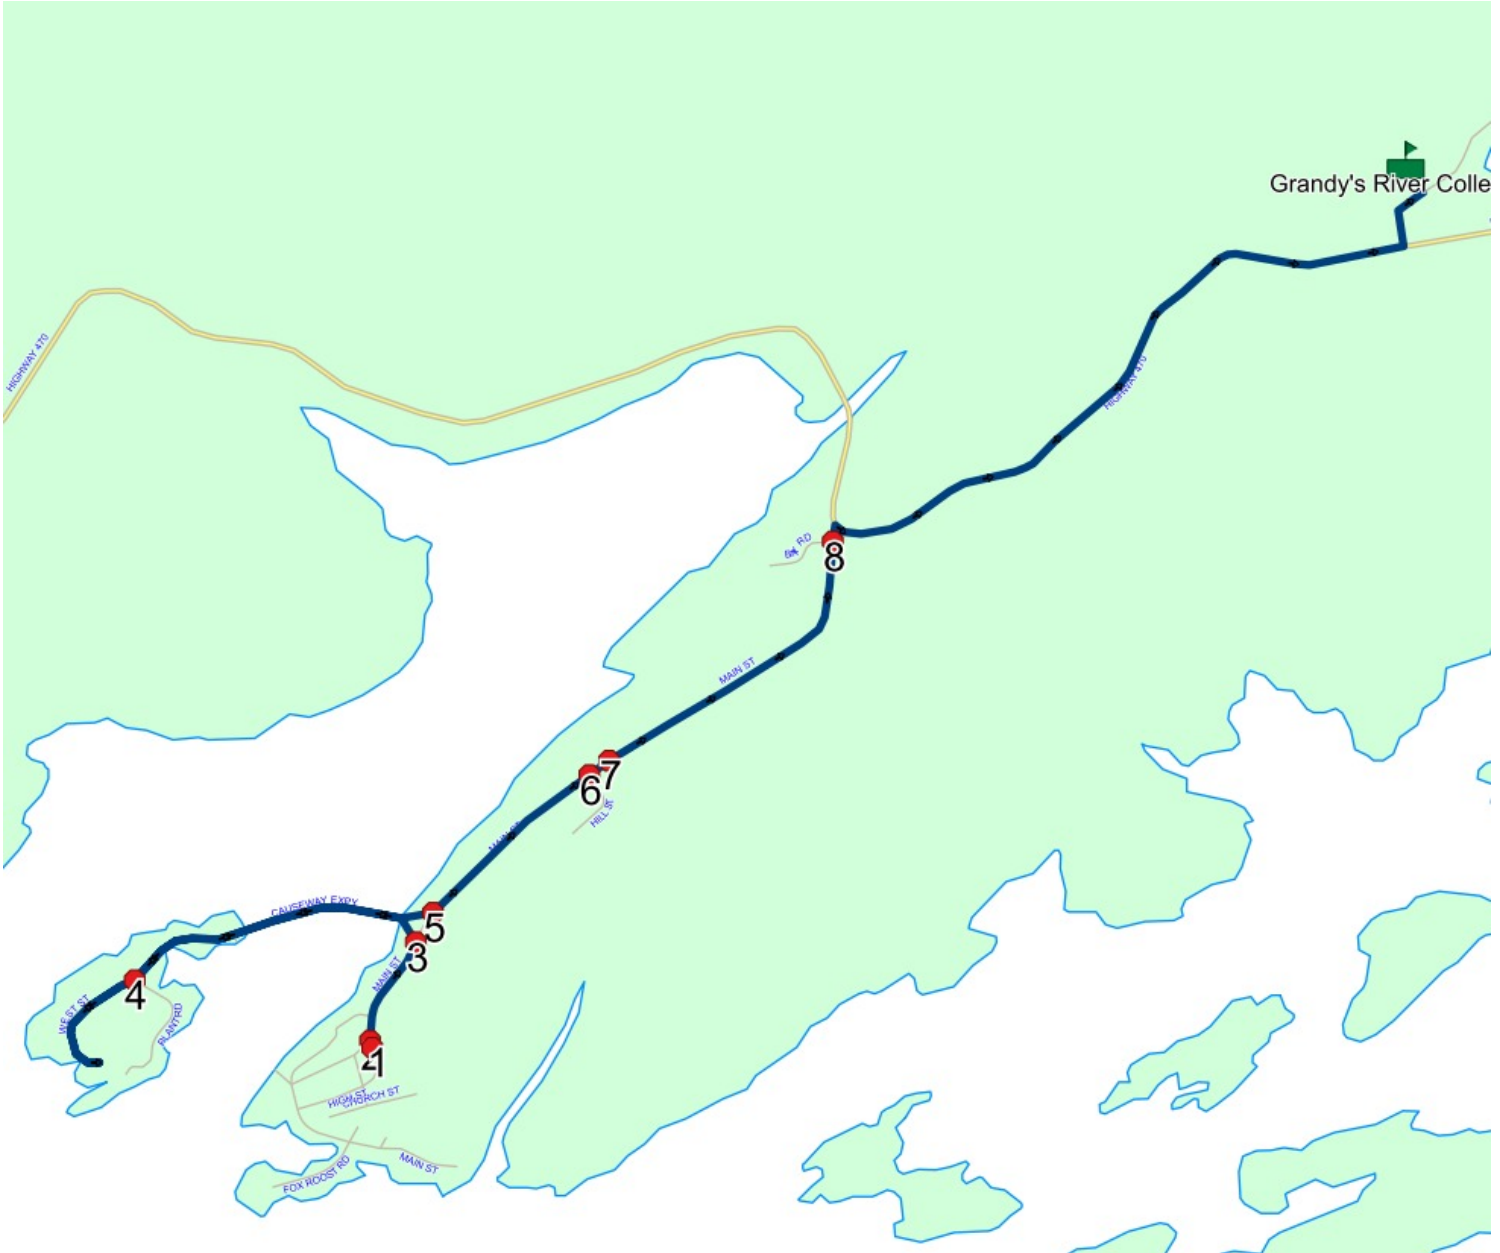 Grandy's River Colle
HIGHWAY 470
HIGHWAY 470
RD
8
MAIN ST
7
6
HILL ST
MAIN ST
CAUSEWAY EXPY
5
3
MAIN ST
4
WEST ST
PLANT RD
1
HIGH ST
CHURCH ST
MAIN ST
FOX ROOST RD